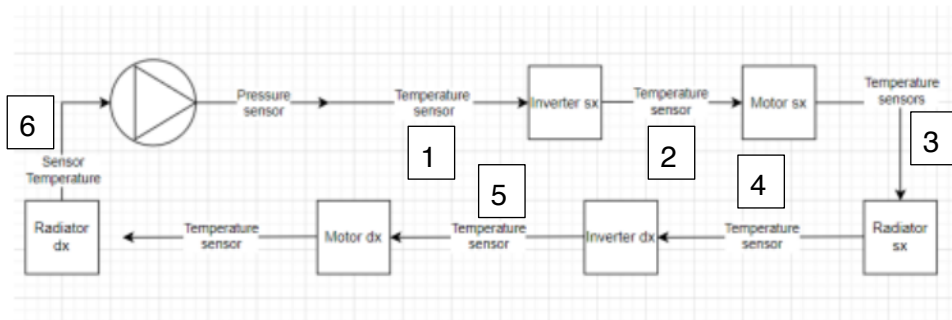 Pressure
sensor
Temperature
sensor
Inverter sx
Temperature
sensor
Motor sx
Temperature
sensors
6
1
2
3
Sensor
Temperature
5
4
Radiator
dx
Temperature
sensor
Motor dx
Temperature
sensor
Inverter dx
Temperature
sensor
Radiator
sx